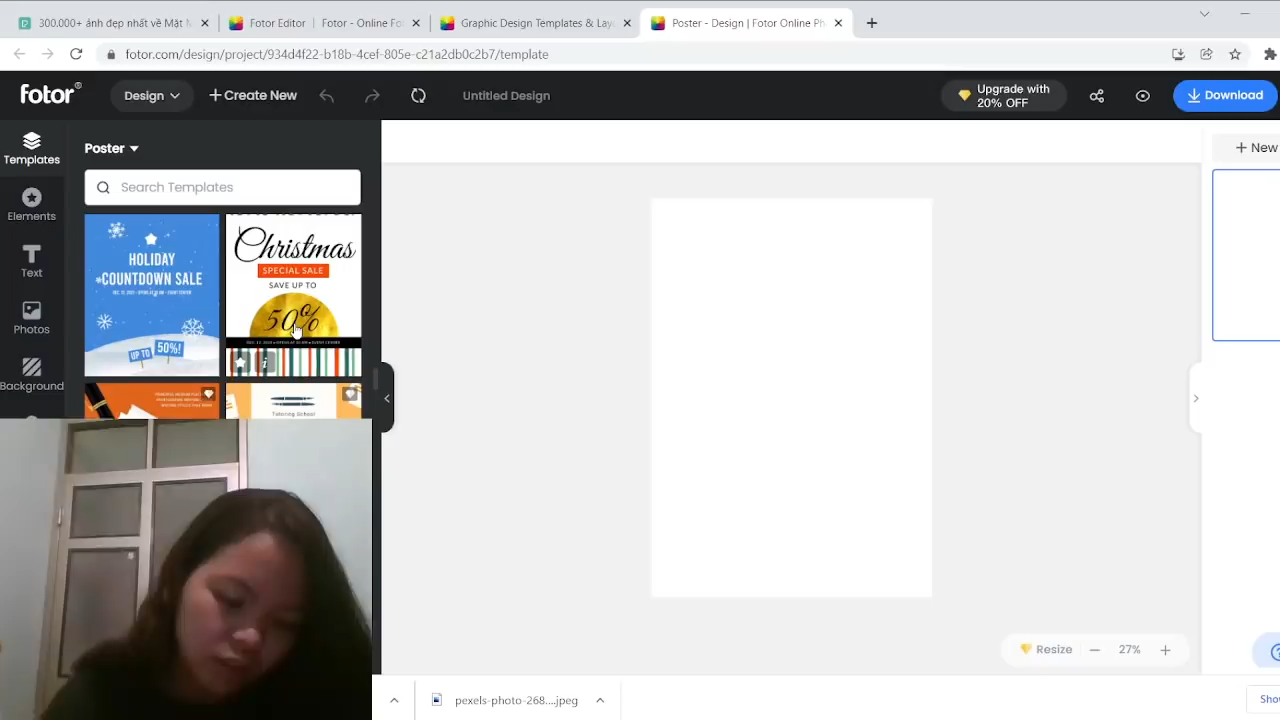 300.000+ ảnh đẹp nhất về Mặt
Fotor Editor | Fotor - Online Fo
Graphic Design Templates & Layo
Poster - Design | Fotor Online Ph
fotor.com/design/project/934d4f22-b18b-4cef-805e-c21a2db0c2b7/template
fotor®
Design
Create New
Untitled Design
Upgrade with
20% OFF
Download
Templates
Poster
Search Templates
New
Elements
HOLIDAY
COUNTDOWN SALE
UP TO
50%!
Christmas
SPECIAL SALE
SAVE UP TO
50%
Text
Photos
Background
Tutoring School
Resize
27%
pexels-photo-268....jpeg
Sho